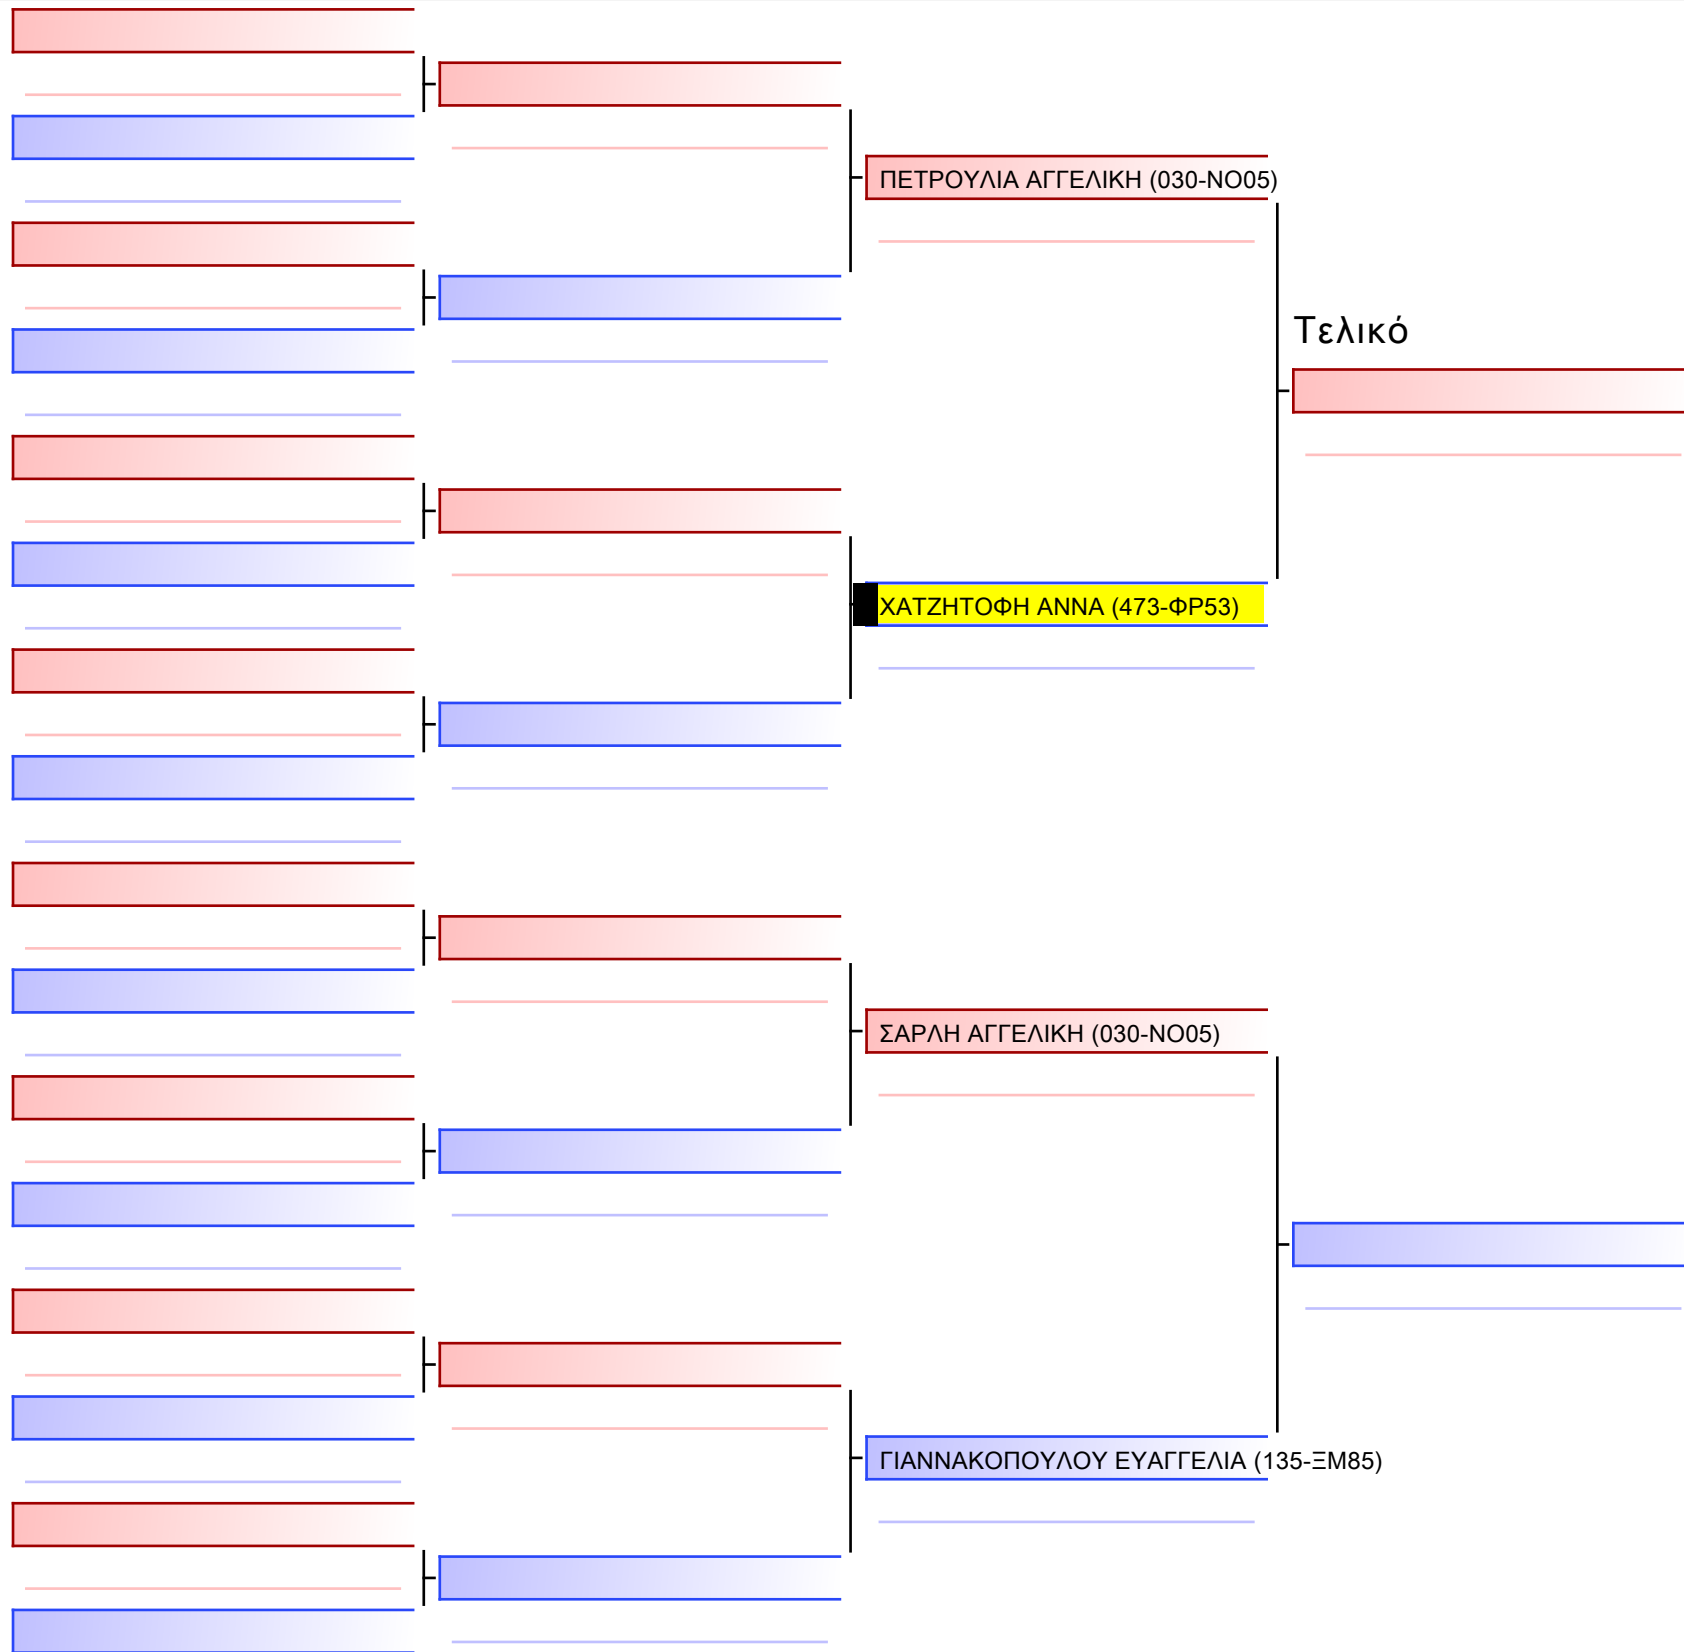 ΠΕΤΡΟΥΛΙΑ ΑΓΓΕΛΙΚΗ (030-ΝΟ05)
Τελικό
ΧΑΤΖΗΤΟΦΗ ΑΝΝΑ (473-ΦΡ53)
ΣΑΡΛΗ ΑΓΓΕΛΙΚΗ (030-ΝΟ05)
ΓΙΑΝΝΑΚΟΠΟΥΛΟΥ ΕΥΑΓΓΕΛΙΑ (135-ΞΜ85)